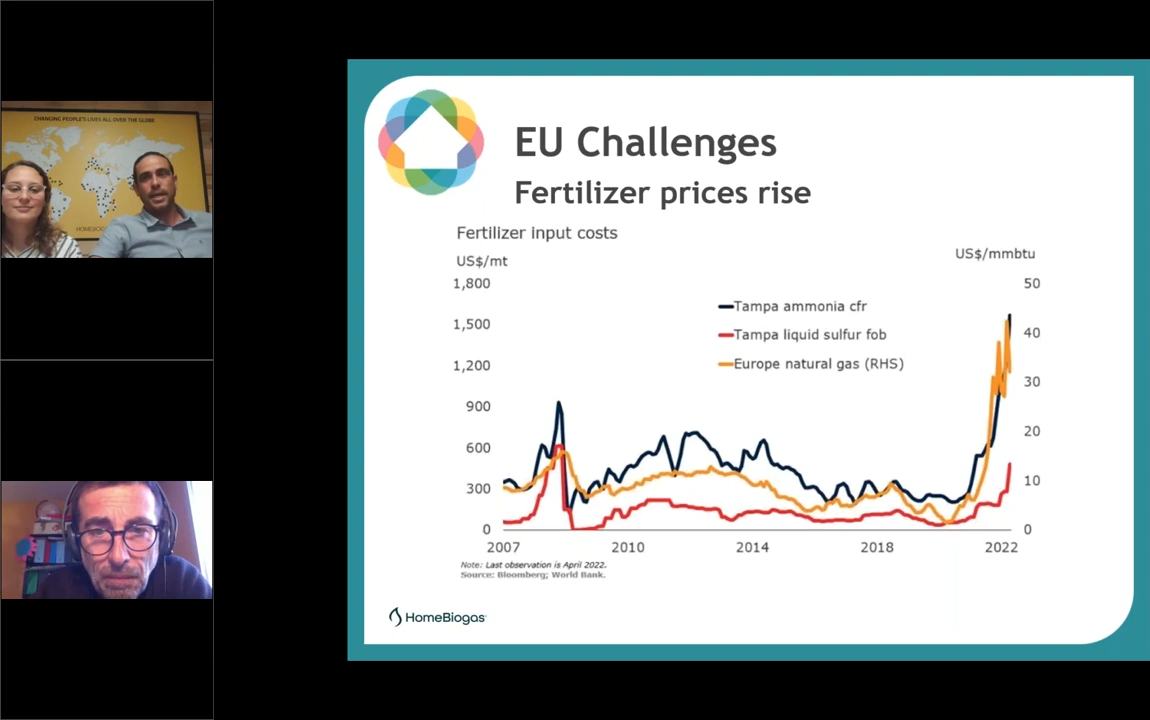 CHANGING PEOPLE'S LIVES ALL OVER THE GLOBE
EU Challenges
Fertilizer prices rise
Fertilizer input costs
US$/mt
US$/mmbtu
1,800
1,500
1,200
900
600
300
0
50
40
30
20
10
0
Tampa ammonia cfr
Tampa liquid sulfur fob
Europe natural gas (RHS)
2007
2010
2014
2018
2022
Note: Last observation is April 2022.
Source: Bloomberg; World Bank.
HomeBiogas